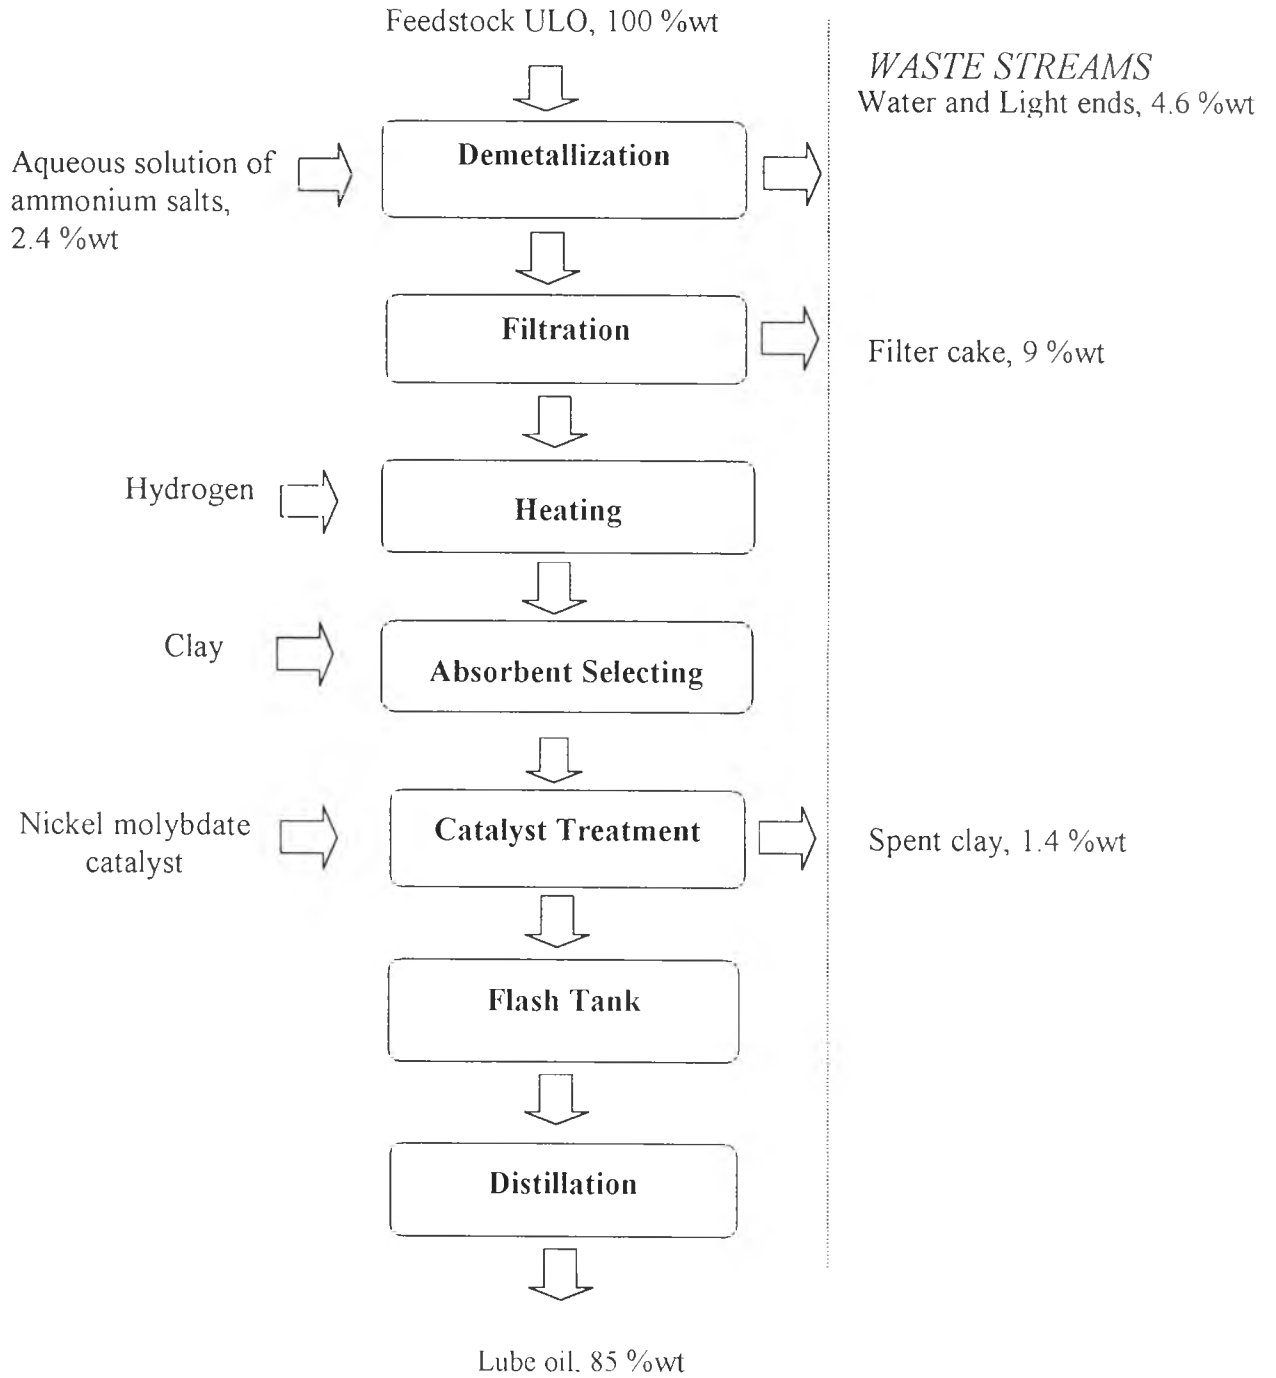 Feedstock ULO, 100 %wt
WASTE STREAMS
Water and Light ends, 4.6 %wt
Demetallization
Aqueous solution of
ammonium salts,
2.4 %wt
Filtration
Filter cake, 9 %wt
Hydrogen
Heating
Clay
Absorbent Selecting
Nickel molybdate
catalyst
Catalyst Treatment
Spent clay, 1.4 %wt
Flash Tank
Distillation
Lube oil. 85 %wt